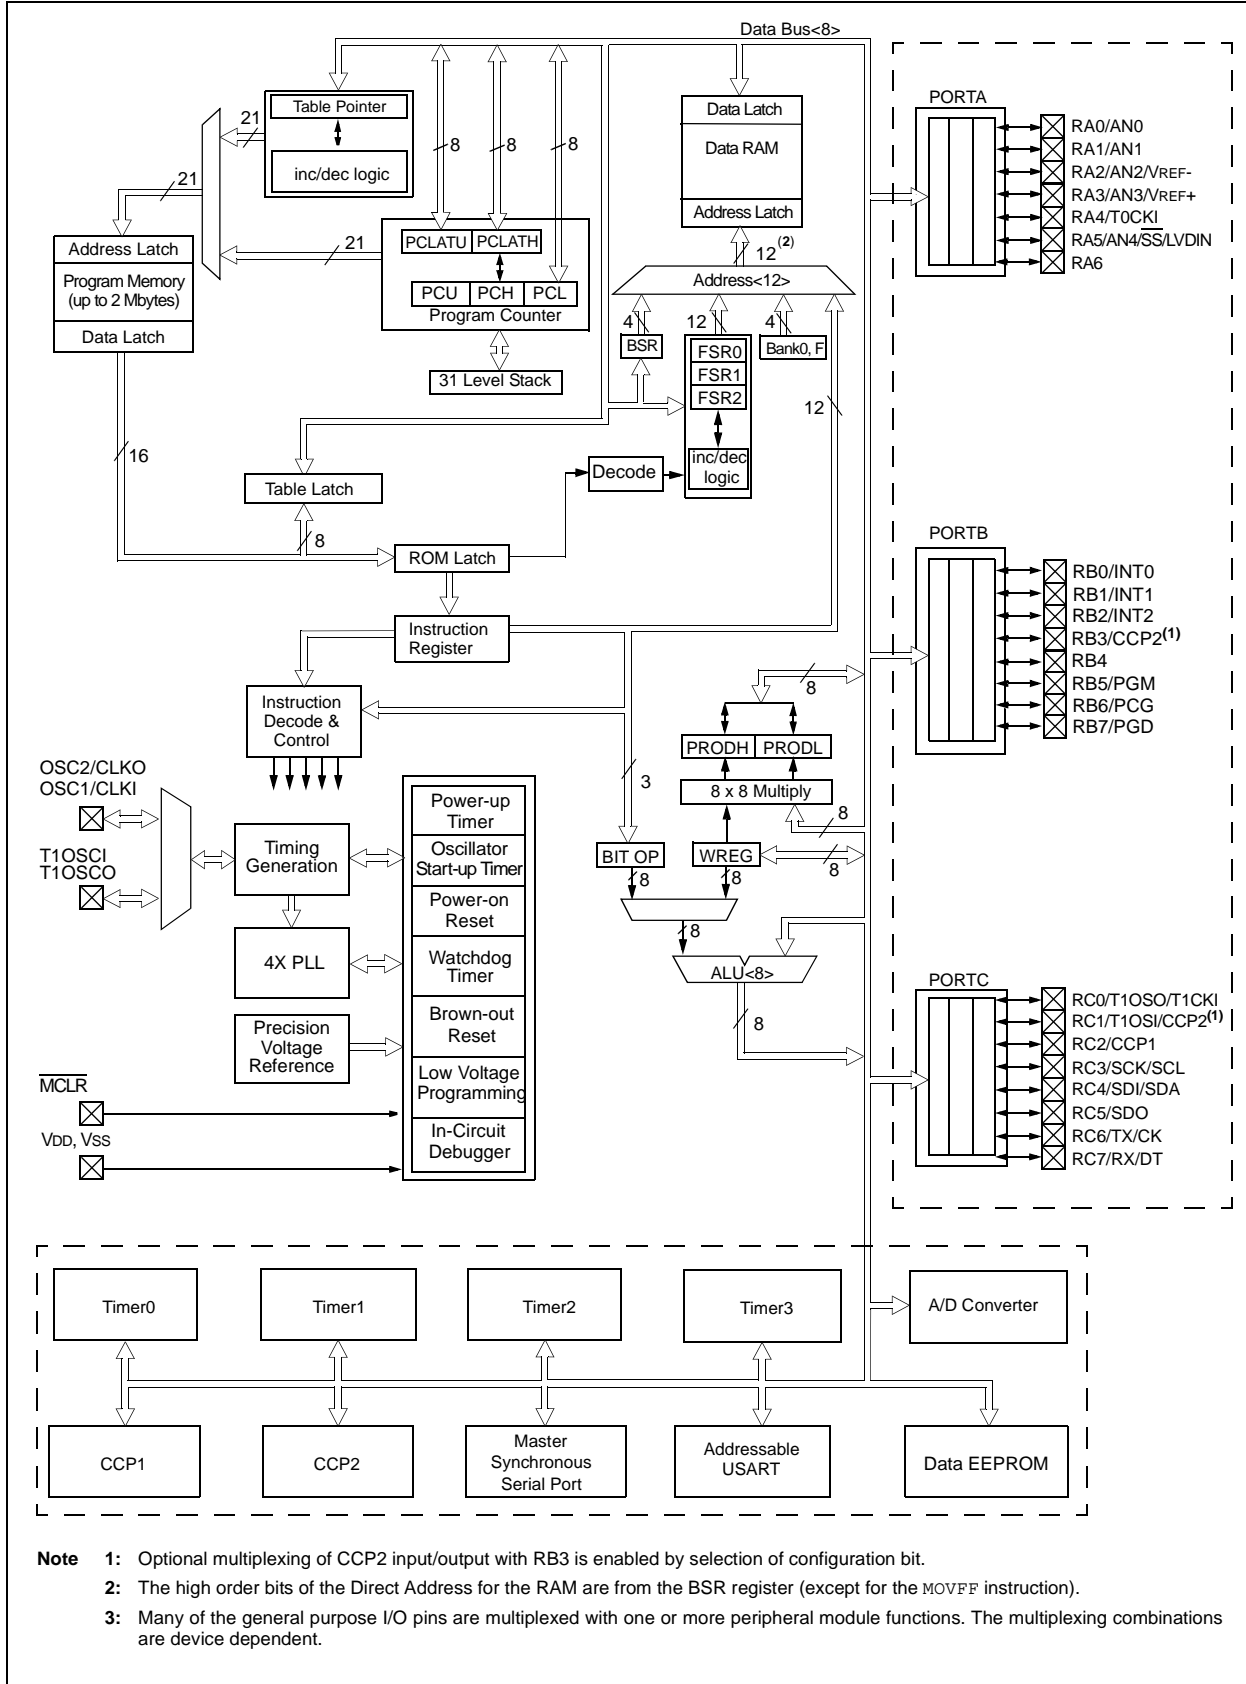 Data Bus<8>
PORTA
Table Pointer
Data Latch
21
8
8
8
RA0/AN0
RA1/AN1
Data RAM
inc/dec logic
RA2/AN2/VREF-
21
RA3/AN3/VREF+
Address Latch
RA4/T0CKI
21
PCLATU
PCLATH
12(2)
RA5/AN4/SS/LVDIN
Address Latch
RA6
Program Memory
(up to 2 Mbytes)
Address<12>
PCU
PCH
PCL
Program Counter
4
12
4
Data Latch
BSR
FSR0
Bank0, F
FSR1
31 Level Stack
FSR2
12
16
inc/dec
logic
Decode
Table Latch
8
PORTB
ROM Latch
RB0/INT0
RB1/INT1
RB2/INT2
Instruction
Register
RB3/CCP2(1)
RB4
8
RB5/PGM
Instruction
Decode &
Control
RB6/PCG
RB7/PGD
PRODH
PRODL
OSC2/CLKO
OSC1/CLKI
3
8 x 8 Multiply
Power-up
Timer
8
T1OSCI
T1OSCO
Timing
Generation
Oscillator
Start-up Timer
BIT OP
WREG
8
8
8
Power-on
Reset
8
4X PLL
Watchdog
Timer
ALU<8>
PORTC
RC0/T1OSO/T1CKI
RC1/T1OSI/CCP2(1)
8
Precision
Voltage
Reference
Brown-out
Reset
RC2/CCP1
RC3/SCK/SCL
Low Voltage
Programming
MCLR
RC4/SDI/SDA
RC5/SDO
In-Circuit
Debugger
VDD, VSS
RC6/TX/CK
RC7/RX/DT
Timer0
Timer1
Timer2
Timer3
A/D Converter
CCP1
CCP2
Master
Synchronous
Serial Port
Addressable
USART
Data EEPROM
Note 1: Optional multiplexing of CCP2 input/output with RB3 is enabled by selection of configuration bit.
2: The high order bits of the Direct Address for the RAM are from the BSR register (except for the MOVFF instruction).
3: Many of the general purpose I/O pins are multiplexed with one or more peripheral module functions. The multiplexing combinations
are device dependent.